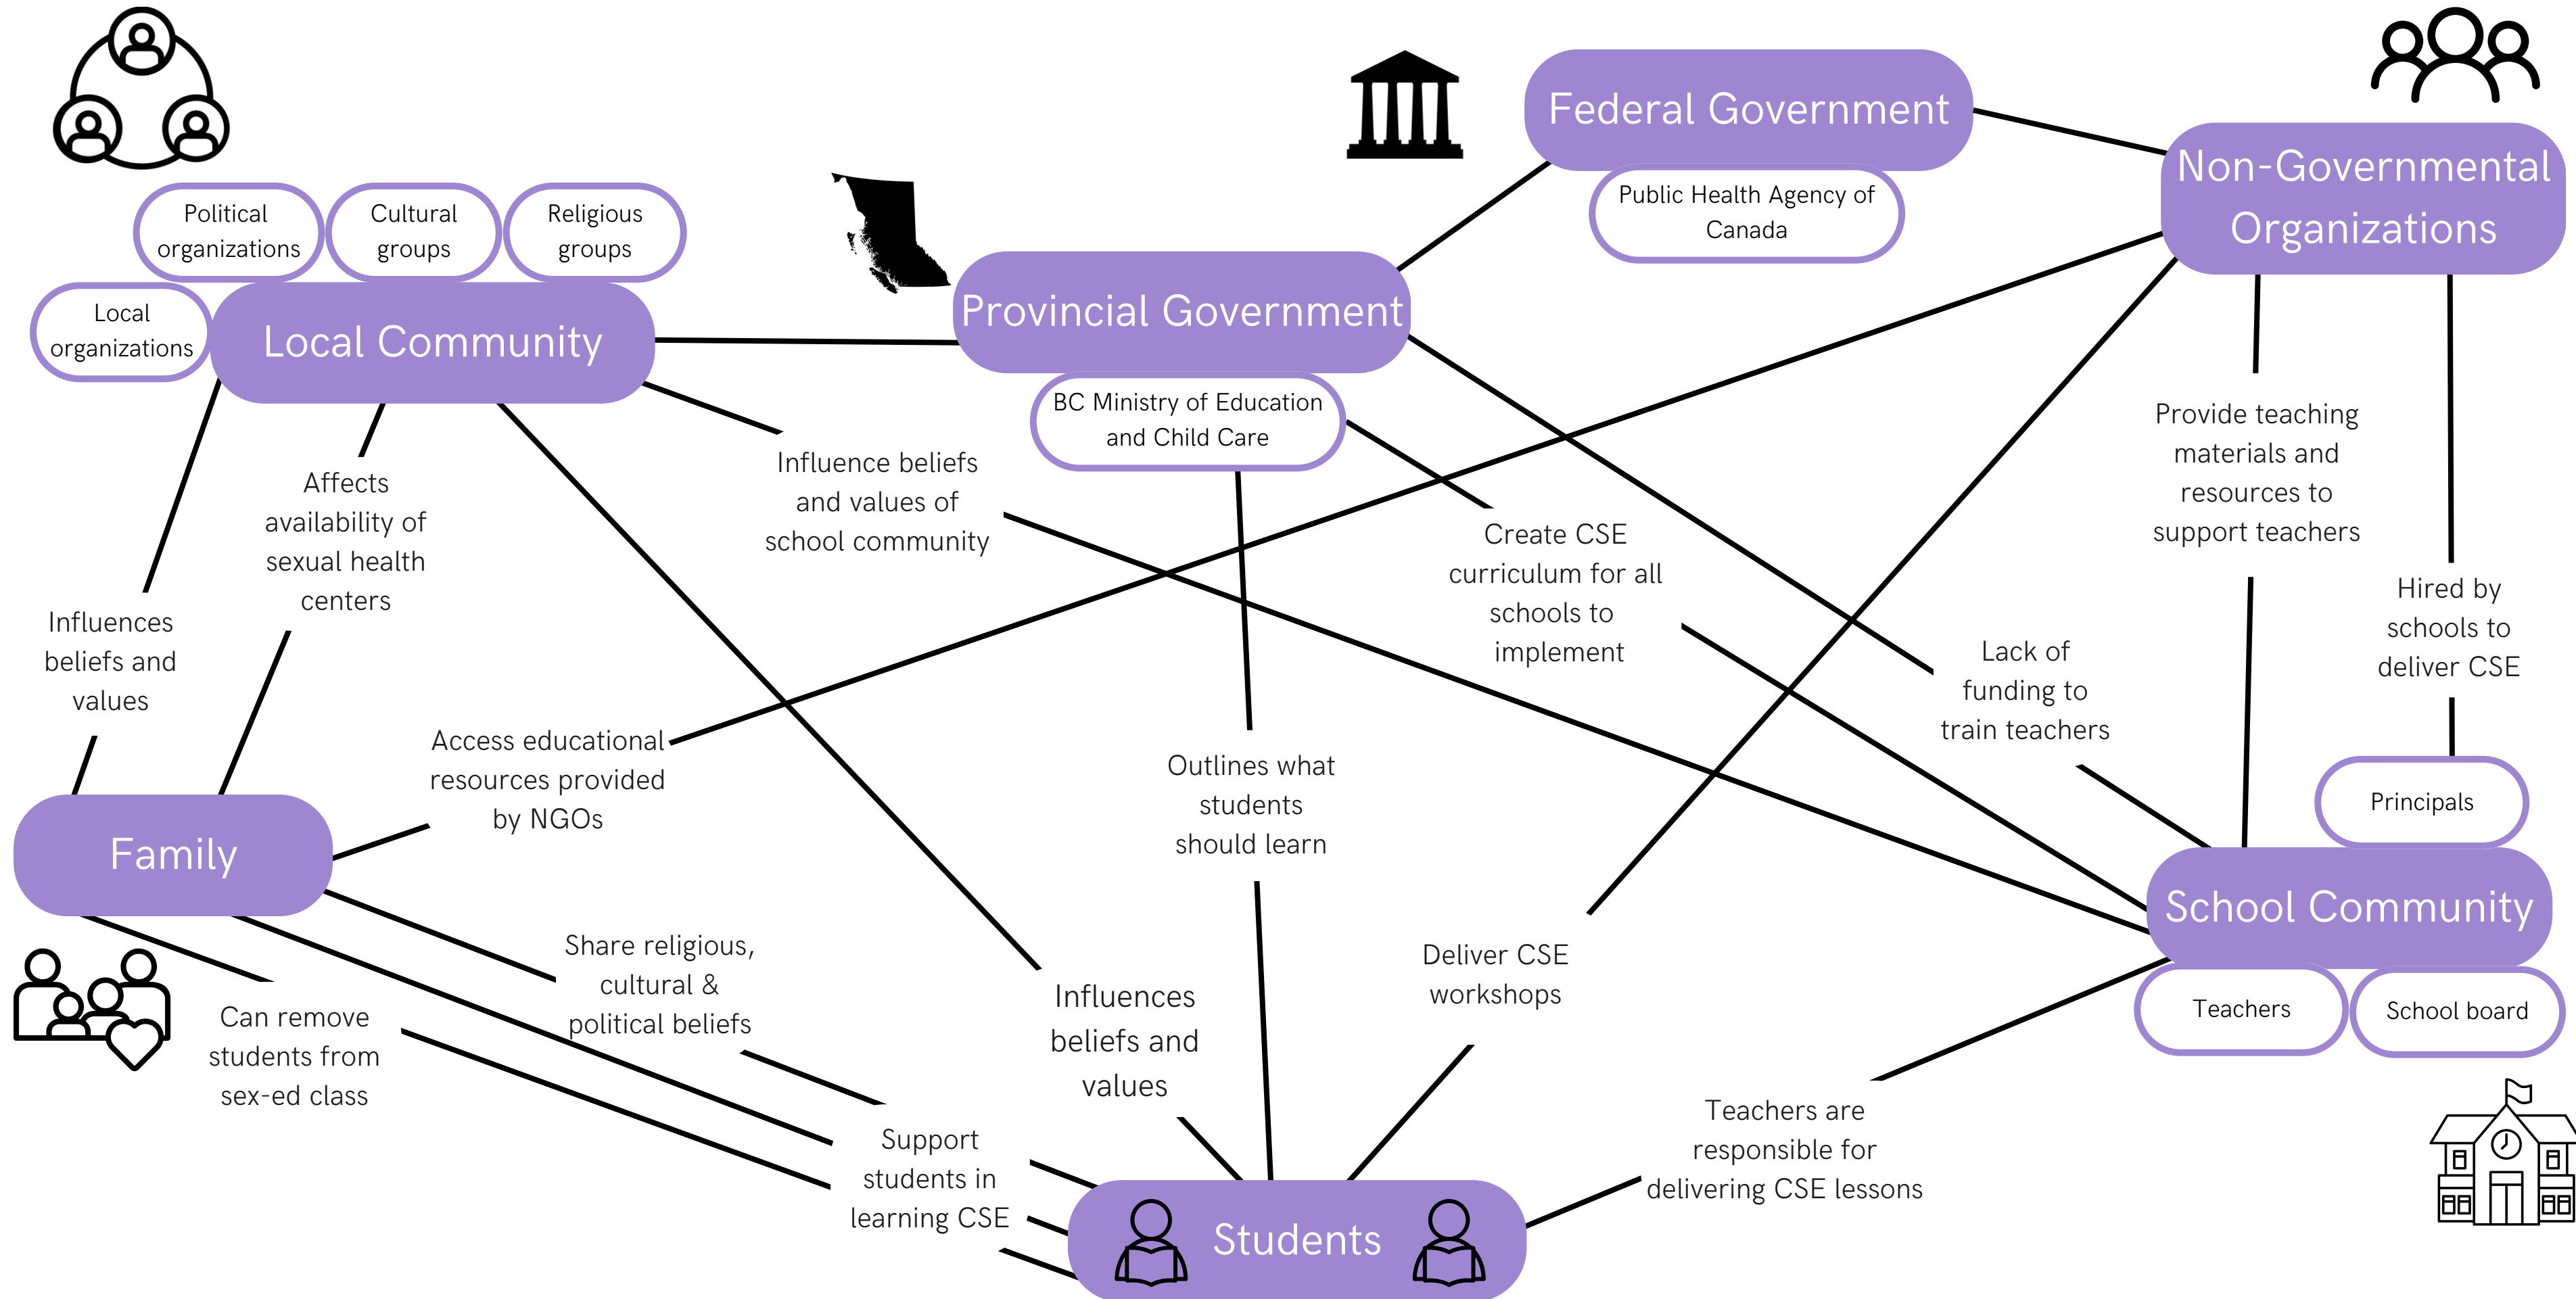 Federal Government
Public Health Agency of
Canada
Non-Governmental
Organizations
Political
organizations
Cultural
groups
Religious
groups
Local
organizations
Local Community
Provincial Government
BC Ministry of Education
and Child Care
Influence beliefs
and values of
school community
Affects
availability of
sexual health
centers
Influences
beliefs and
values
Create CSE
curriculum for all
schools to
implement
Provide teaching
materials and
resources to
support teachers
Hired by
schools to
deliver CSE
Lack of
funding to
train teachers
Access educational
resources provided
by NGOs
Outlines what
students
should learn
Principals
Family
School Community
Teachers
School board
Share religious,
cultural &
political beliefs
Can remove
students from
sex-ed class
Influences
beliefs and
values
Deliver CSE
workshops
Support
students in
learning CSE
Teachers are
responsible for
delivering CSE lessons
Students